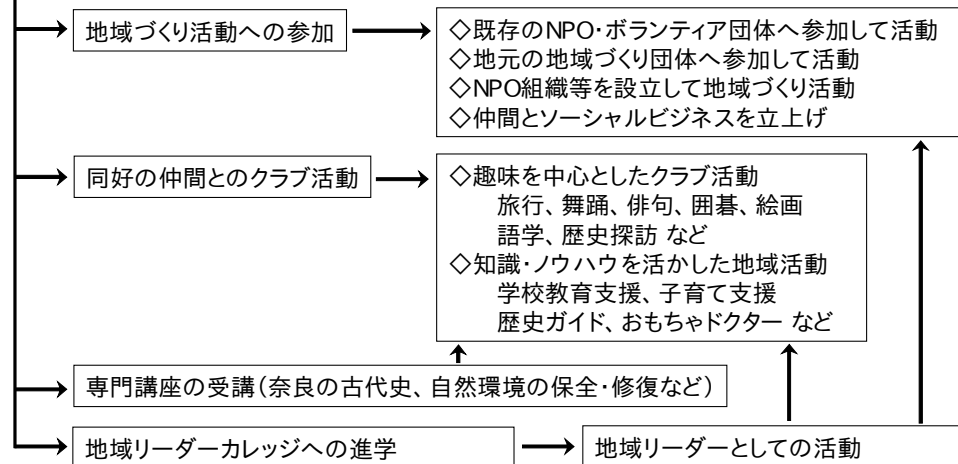 地域づくり活動への参加
◇既存のNPO・ボランティア団体へ参加して活動
◇地元の地域づくり団体へ参加して活動
◇NPO組織等を設立して地域づくり活動
◇仲間とソーシャルビジネスを立上げ
同好の仲間とのクラブ活動
◇趣味を中心としたクラブ活動
旅行、舞踊、俳句、囲碁、絵画
語学、歴史探訪 など
◇知識・ノウハウを活かした地域活動
学校教育支援、子育て支援
歴史ガイド、おもちゃドクター など
専門講座の受講(奈良の古代史、自然環境の保全・修復など)
地域リーダーカレッジへの進学
地域リーダーとしての活動